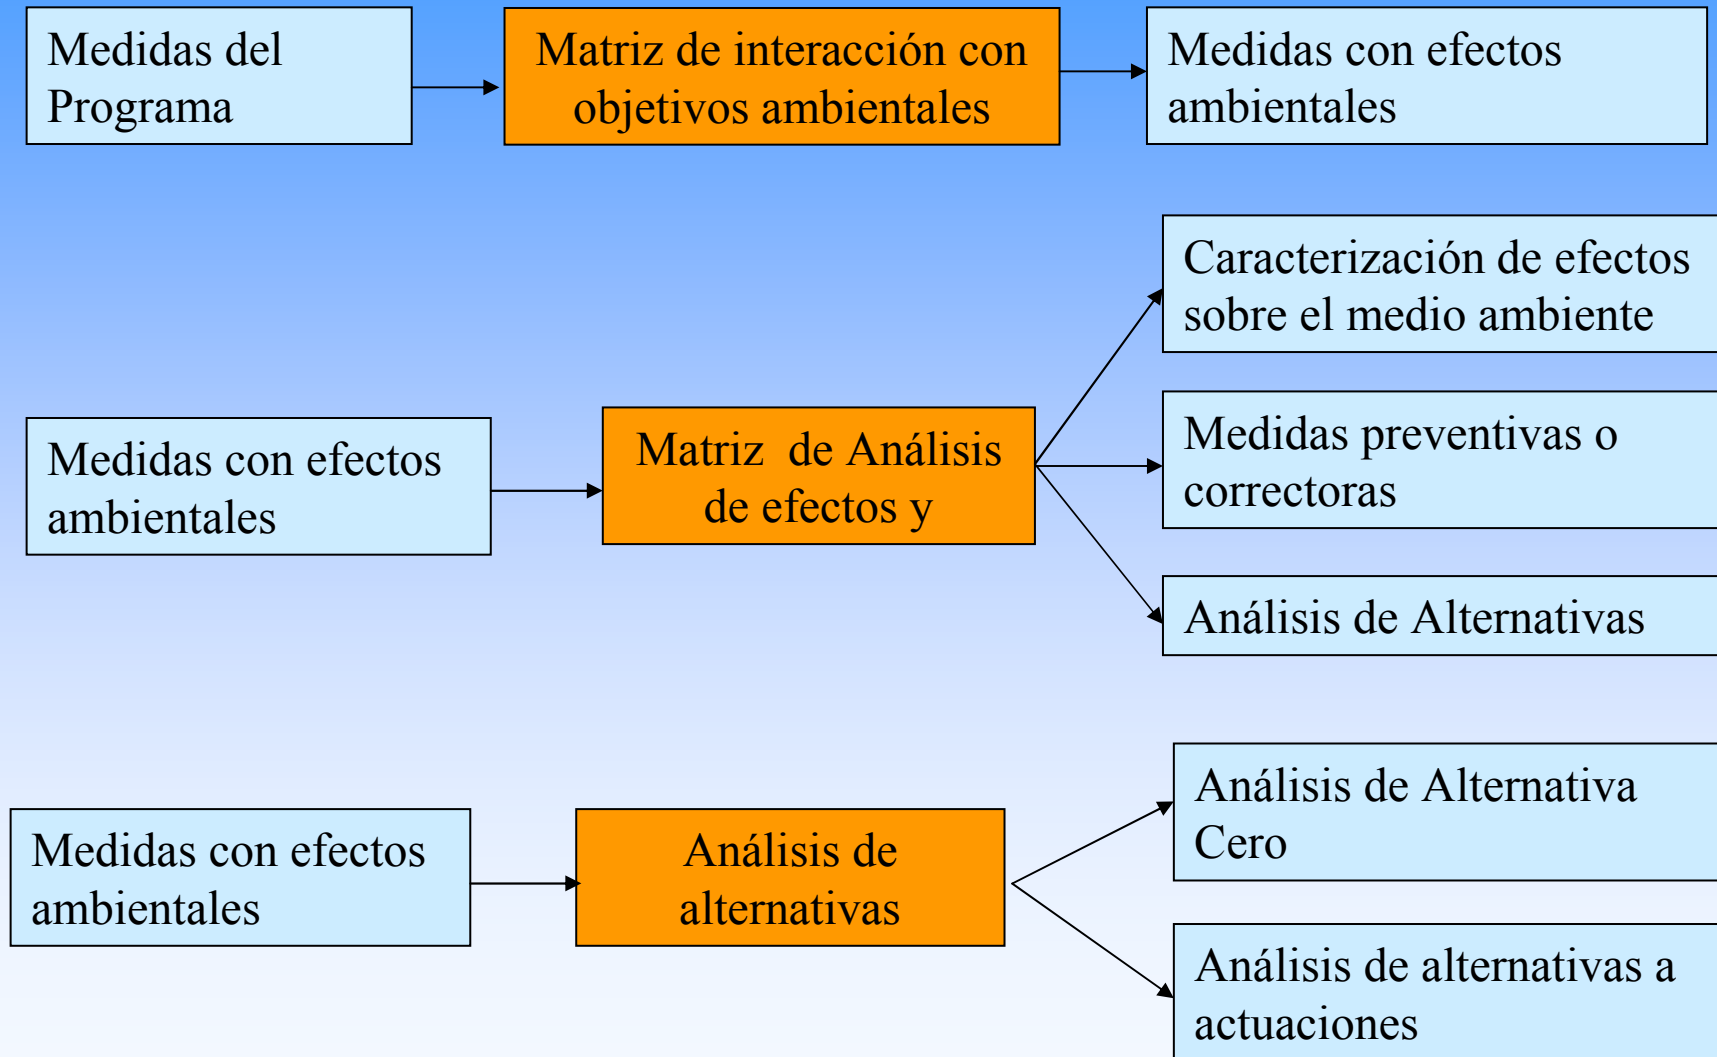 Medidas del
Programa
Matriz de interacción con
objetivos ambientales
Medidas con efectos
ambientales
Caracterización de efectos
sobre el medio ambiente
Medidas con efectos
ambientales
Matriz  de Análisis
de efectos y
Medidas preventivas o
correctoras
Análisis de Alternativas
Medidas con efectos
ambientales
Análisis de
alternativas
Análisis de Alternativa
Cero
Análisis de alternativas a
actuaciones